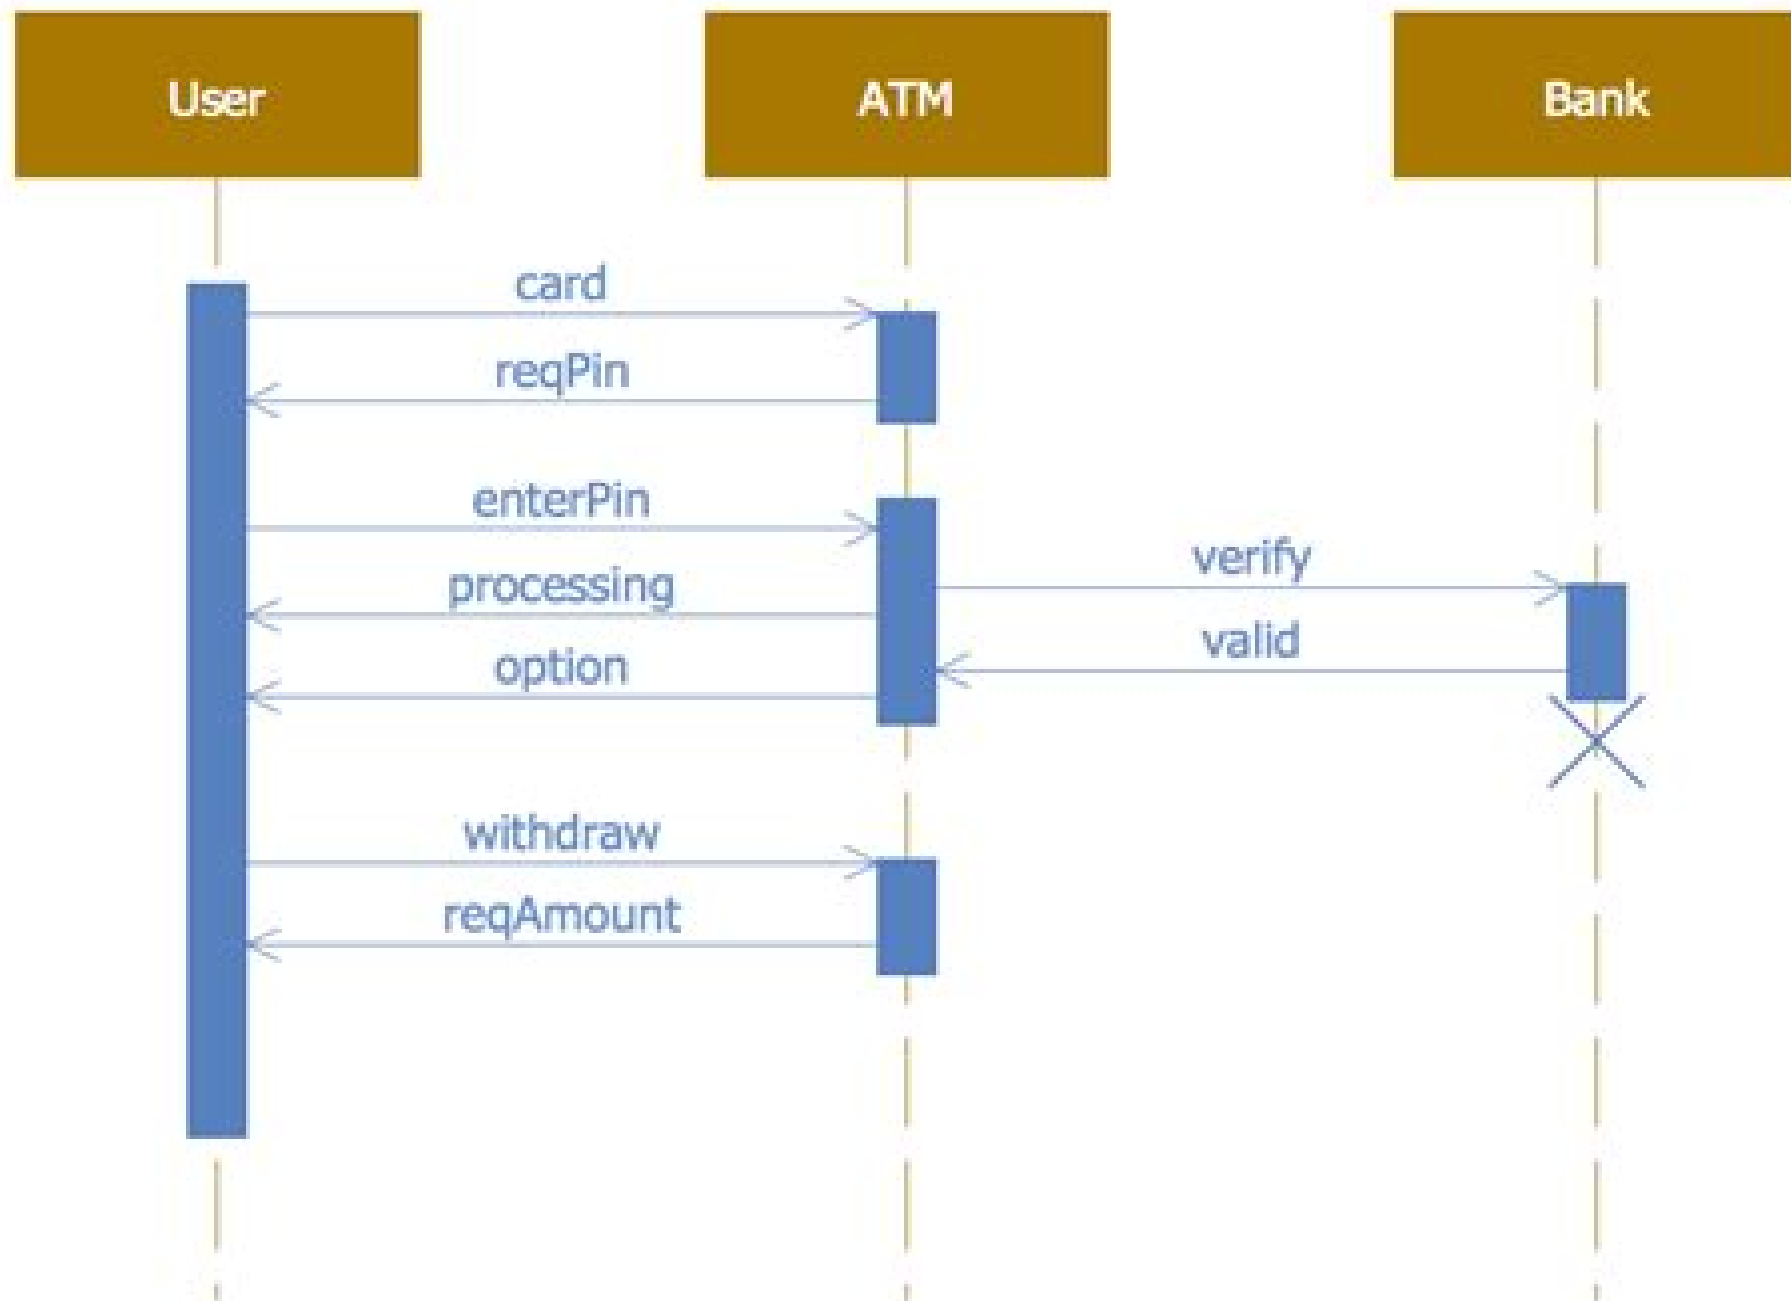 User
ATM
Bank
card
reqPin
enterPin
verify
processing
valid
option
withdraw
reqAmount